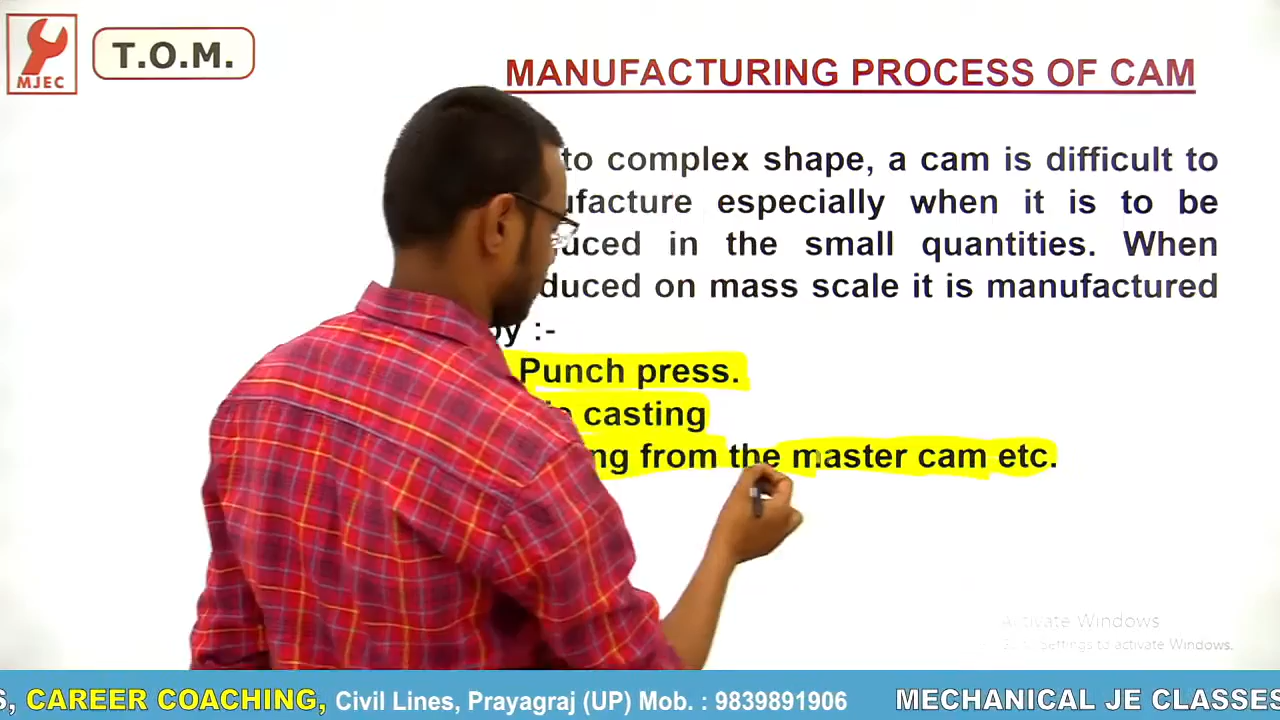 MJEC
T.O.M.
MANUFACTURING PROCESS OF CAM
to complex shape, a cam is difficult to
ufacture especially when it is to be
uced in the small quantities. When
duced on mass scale it is manufactured
by :-
Punch press.
casting
ng from the master cam etc.
Activate Windows
Settings to activate Windows.
S, CAREER COACHING, Civil Lines, Prayagraj (UP) Mob. : 9839891906 MECHANICAL JE CLASSES